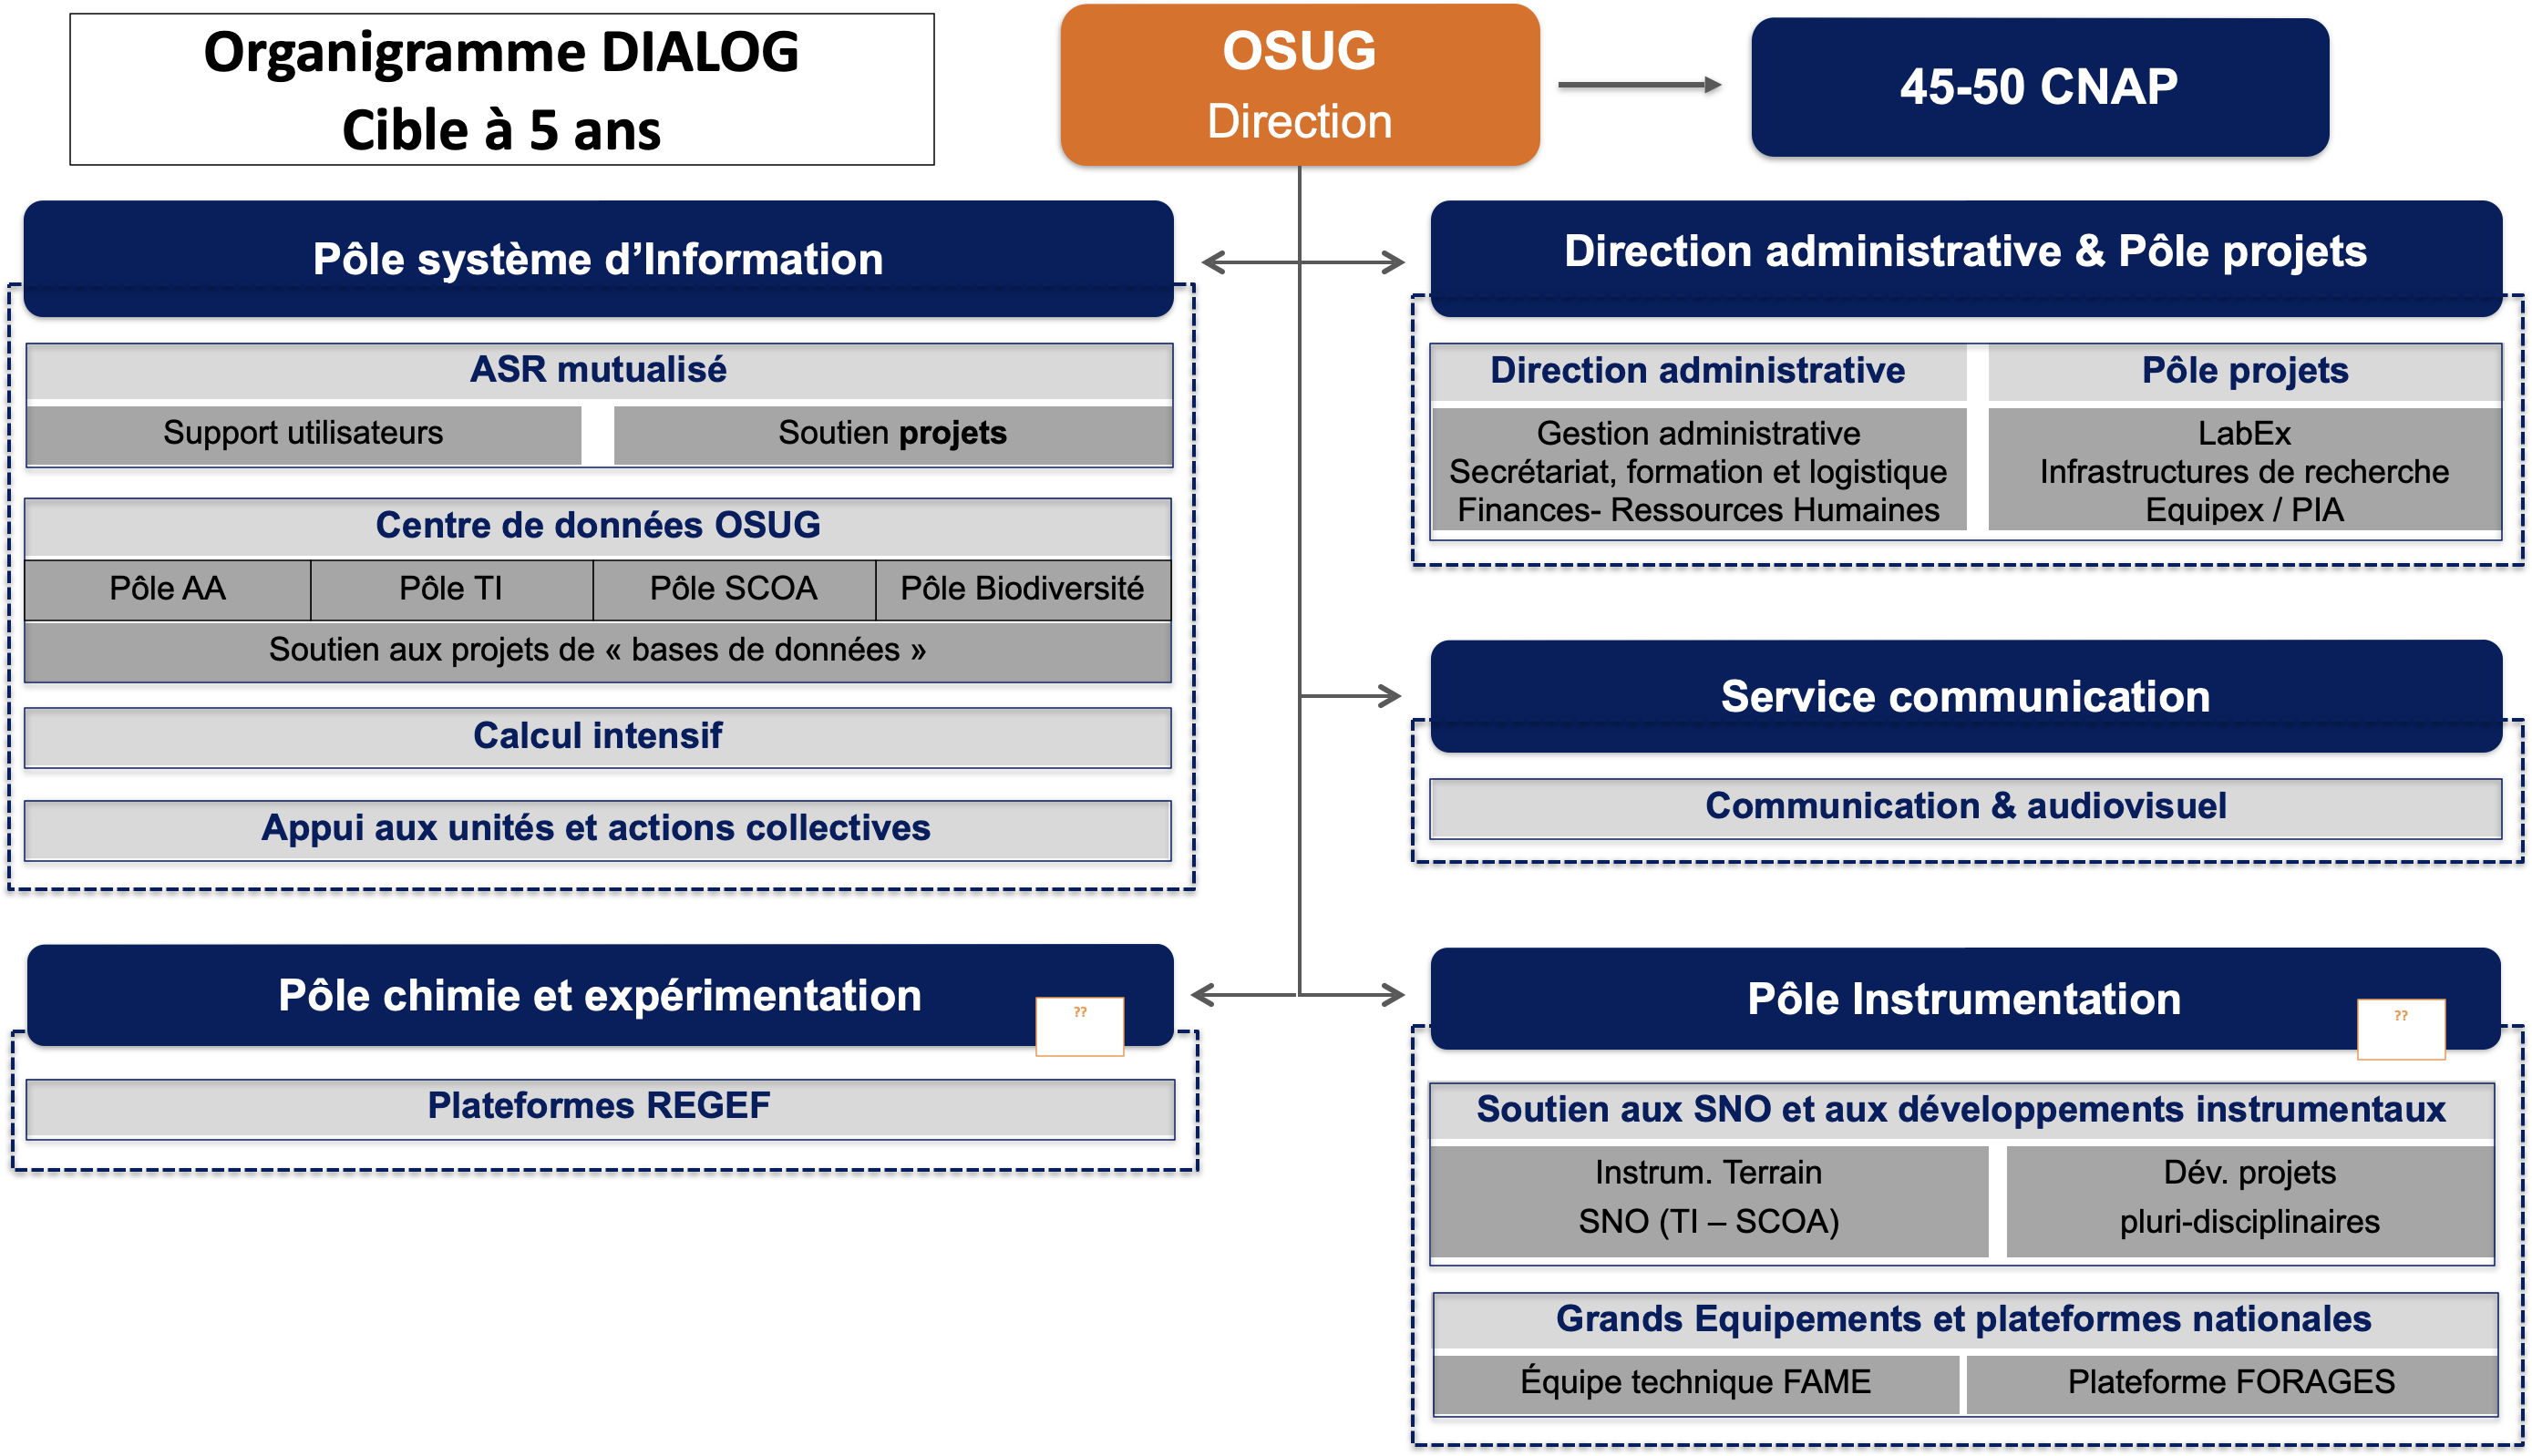 Organigramme DIALOG
Cible à 5 ans
OSUG
Direction
45-50 CNAP
Pôle système d’Information
ASR mutualisé
Support utilisateurs
Soutien projets
Centre de données OSUG
Pôle AA
Pôle TI
Pôle SCOA
Pôle Biodiversité
Soutien aux projets de « bases de données »
Calcul intensif
Appui aux unités et actions collectives
Direction administrative & Pôle projets
Direction administrative
Gestion administrative
Secrétariat, formation et logistique
Finances- Ressources Humaines
Pôle projets
LabEx
Infrastructures de recherche
Equipex / PIA
Service communication
Communication & audiovisuel
Pôle chimie et expérimentation
??
Plateformes REGEF
Pôle Instrumentation
??
Soutien aux SNO et aux développements instrumentaux
Instrum. Terrain
SNO (TI – SCOA)
Dév. projets
pluri-disciplinaires
Grands Equipements et plateformes nationales
Équipe technique FAME
Plateforme FORAGES